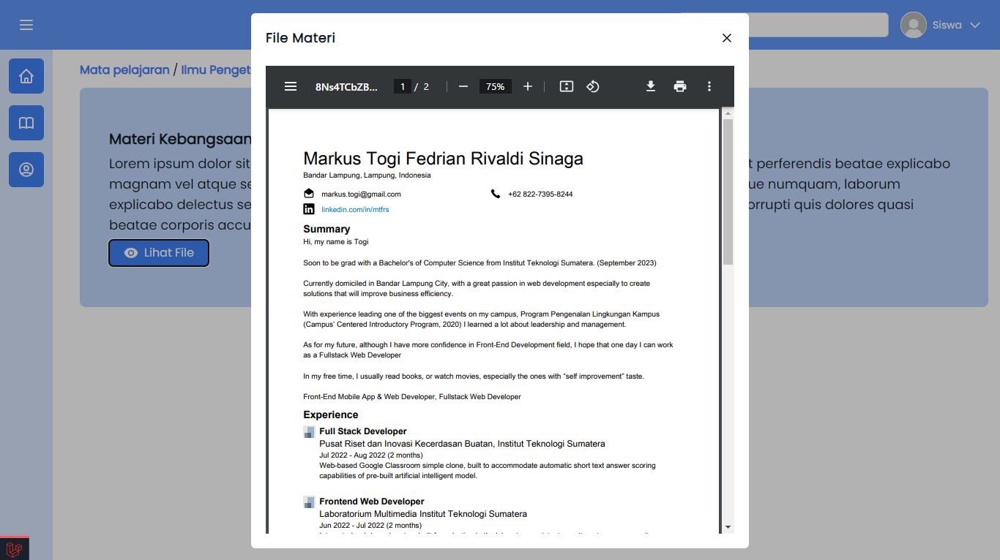 Siswa
File Materi
Mata pelajaran / Ilmu Penget
8Ns4TCbZB... 1 / 2 75%
Materi Kebangsaan
Lorem ipsum dolor sit t perferendis beatae explicabo
magnam vel atque se ue numquam, laborum
explicabo delectus se orrupti quis dolores quasi
beatae corporis accu
Lihat File
Markus Togi Fedrian Rivaldi Sinaga
Bandar Lampung, Lampung, Indonesia
markus.togi@gmail.com +62 822-7395-8244
in linkedin.com/in/mtfrs
Summary
Hi, my name is Togi
Soon to be grad with a Bachelor's of Computer Science from Institut Teknologi Sumatera. (September 2023)
Currently domiciled in Bandar Lampung City, with a great passion in web development especially to create
solutions that will improve business efficiency.
With experience leading one of the biggest events on my campus, Program Pengenalan Lingkungan Kampus
(Campus' Centered Introductory Program, 2020) I learned a lot about leadership and management.
As for my future, although I have more confidence in Front-End Development field, I hope that one day I can work
as a Fullstack Web Developer
In my free time, I usually read books, or watch movies, especially the ones with “self improvement” taste.
Front-End Mobile App & Web Developer, Fullstack Web Developer
Experience
Full Stack Developer
Pusat Riset dan Inovasi Kecerdasan Buatan, Institut Teknologi Sumatera
Jul 2022 - Aug 2022 (2 months)
Web-based Google Classroom simple clone, built to accommodate automatic short text answer scoring
capabilities of pre-built artificial intelligent model.
Frontend Web Developer
Laboratorium Multimedia Institut Teknologi Sumatera
Jun 2022 - Jul 2022 (2 months)